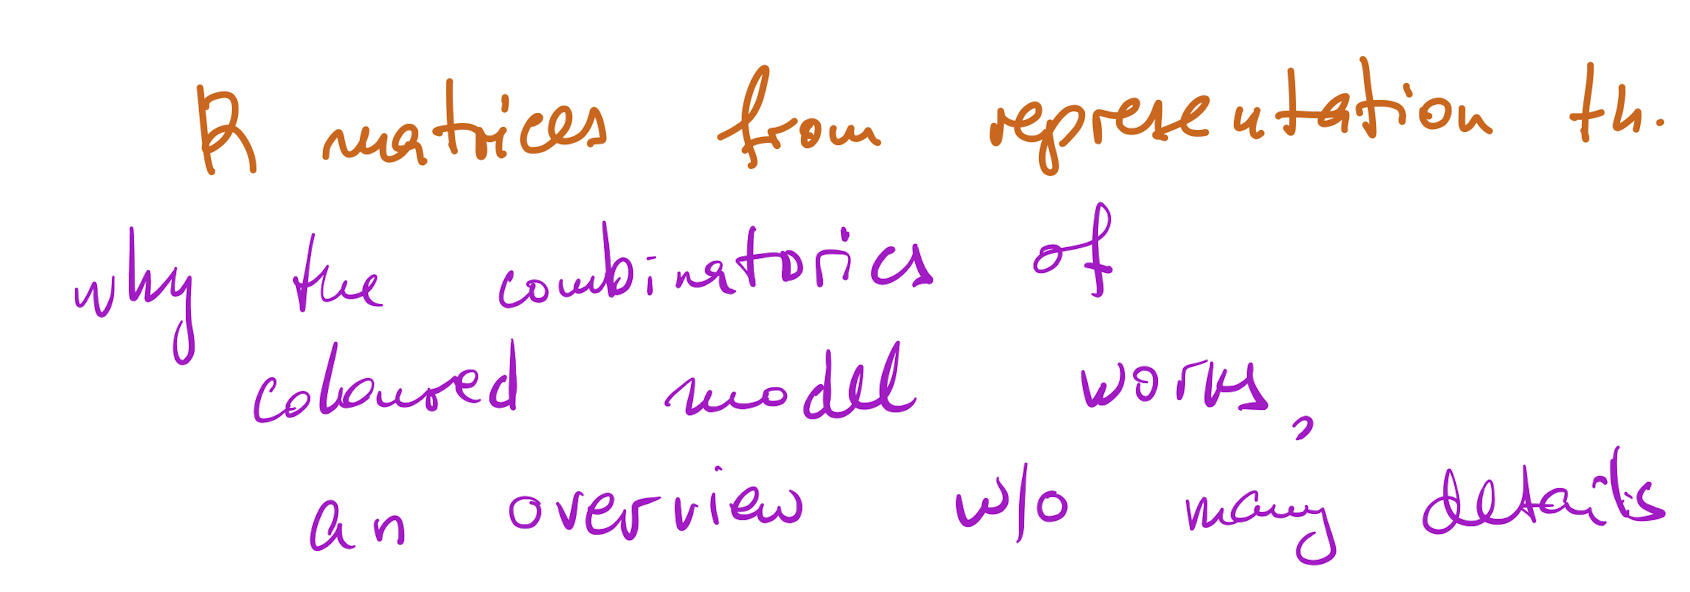 R matrices from representation th.
why the combinatorics of
coloured model works,
an overview w/o many details